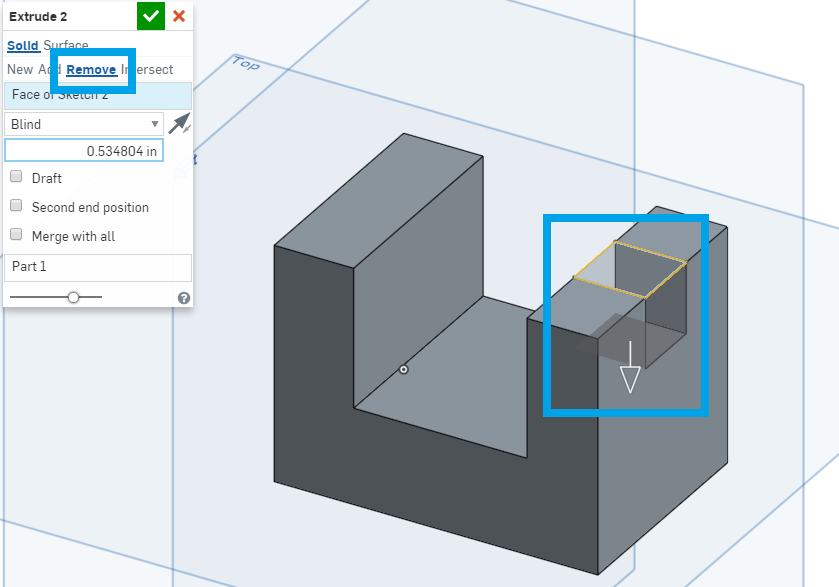 Extrude 2
Solid Surface
New Add Remove Intersect
Face of Sketch 2
Blind
0.534804 in
Draft
Second end position
Merge with all
Part 1
?
Top